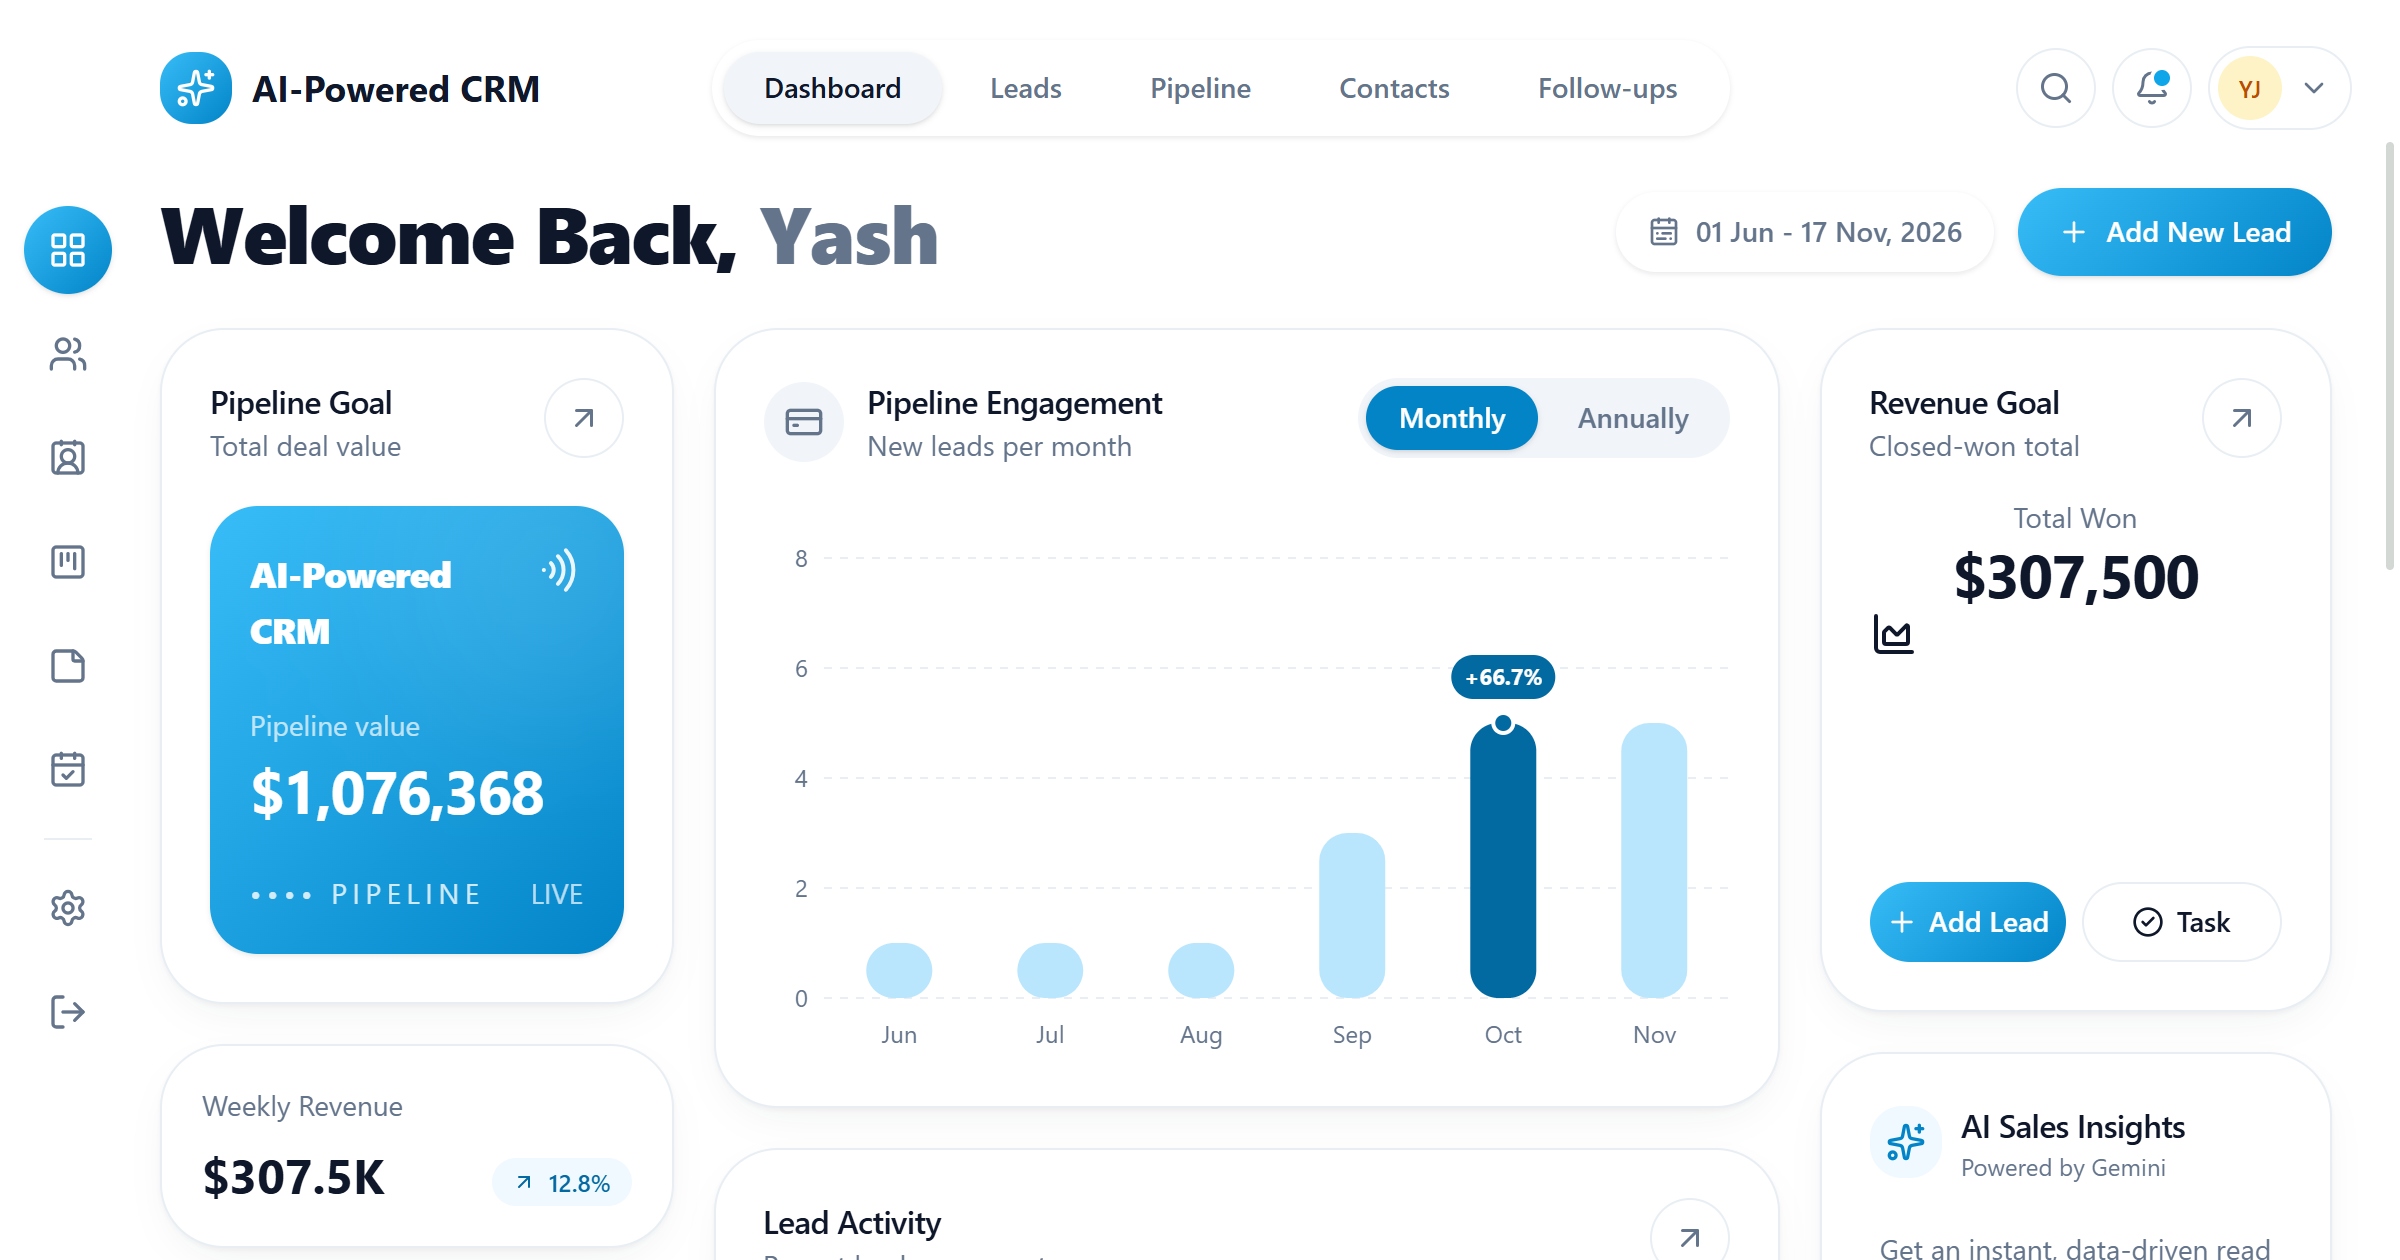 AI-Powered CRM
Dashboard
Leads
Pipeline
Contacts
Follow-ups
YJ
Welcome Back, Yash
01 Jun - 17 Nov, 2026
Add New Lead
Pipeline Goal
Total deal value
AI-Powered
CRM
Pipeline value
$1,076,368
•••• PIPELINE
LIVE
Weekly Revenue
$307.5K
12.8%
Pipeline Engagement
New leads per month
Monthly
Annually
8
6
4
2
0
+66.7%
Jun
Jul
Aug
Sep
Oct
Nov
Lead Activity
Revenue Goal
Closed-won total
Total Won
$307,500
Add Lead
Task
AI Sales Insights
Powered by Gemini
Get an instant, data-driven read